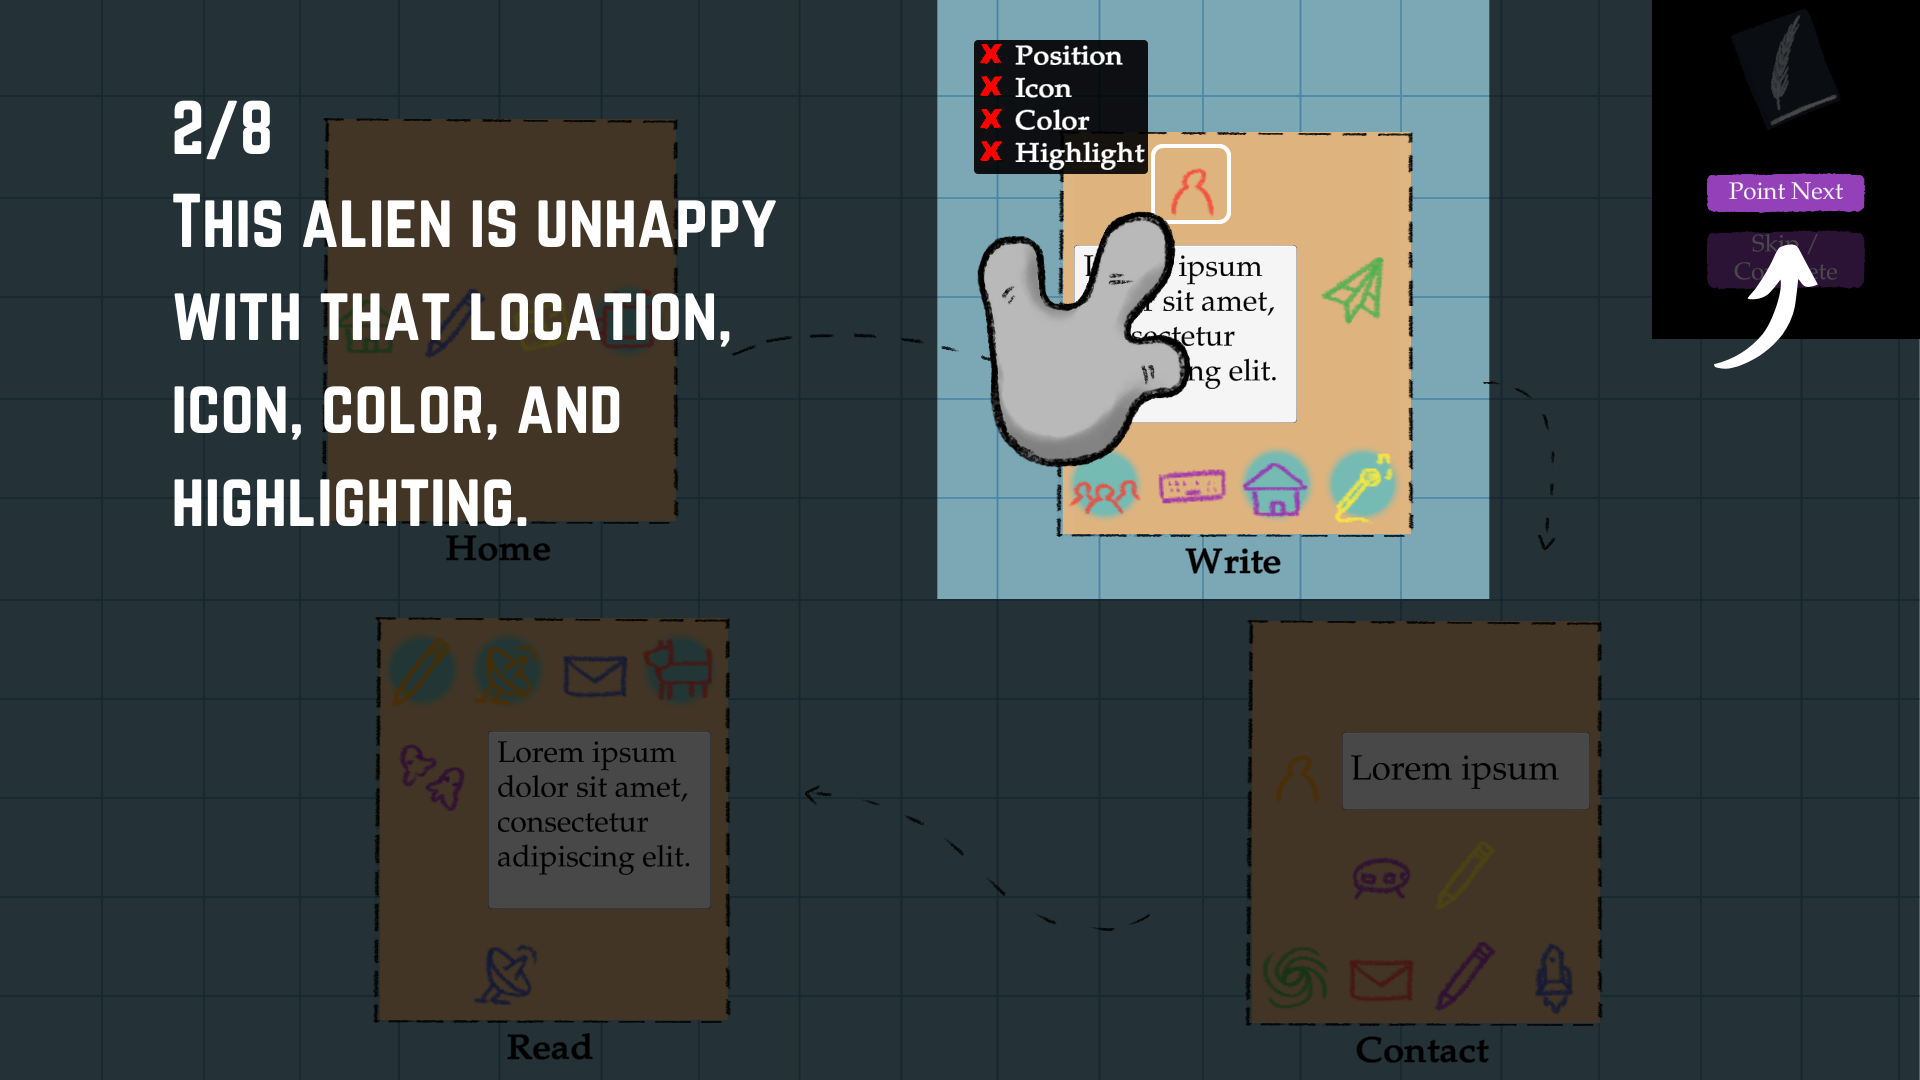 2/8
THIS ALIEN IS UNHAPPY
WITH THAT LOCATION,
ICON, COLOR, AND
HIGHLIGHTING.
X Position
X Icon
X Color
X Highlight
ipsum
sit amet,
ng elit.
Point Next
Skip /
Home
Write
Lorem ipsum
dolor sit amet,
consectetur
adipiscing elit.
Read
Lorem ipsum
Contact